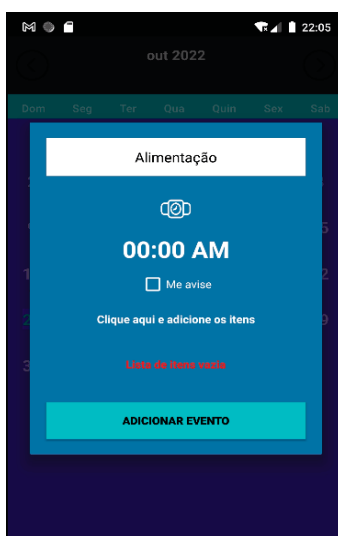 22:05
out 2022
Dom Seg Ter Qua Quin Sex Sab
Alimentação
00:00 AM
Me avise
Clique aqui e adicione os itens
Lista de itens vazia
ADICIONAR EVENTO